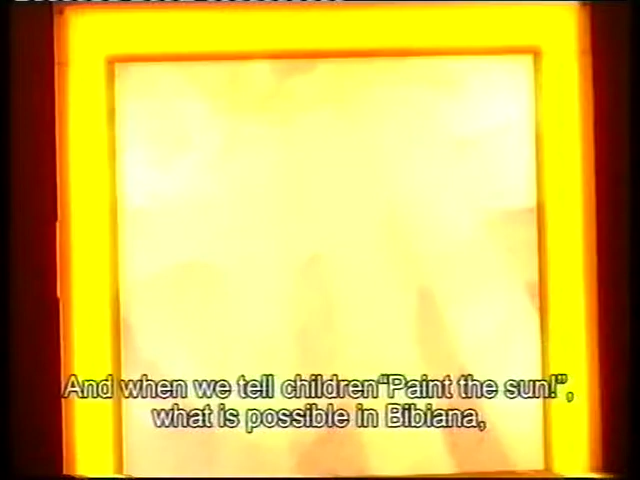 And when we tell children“Paint the sun!”,
what is possible in Bibiana,